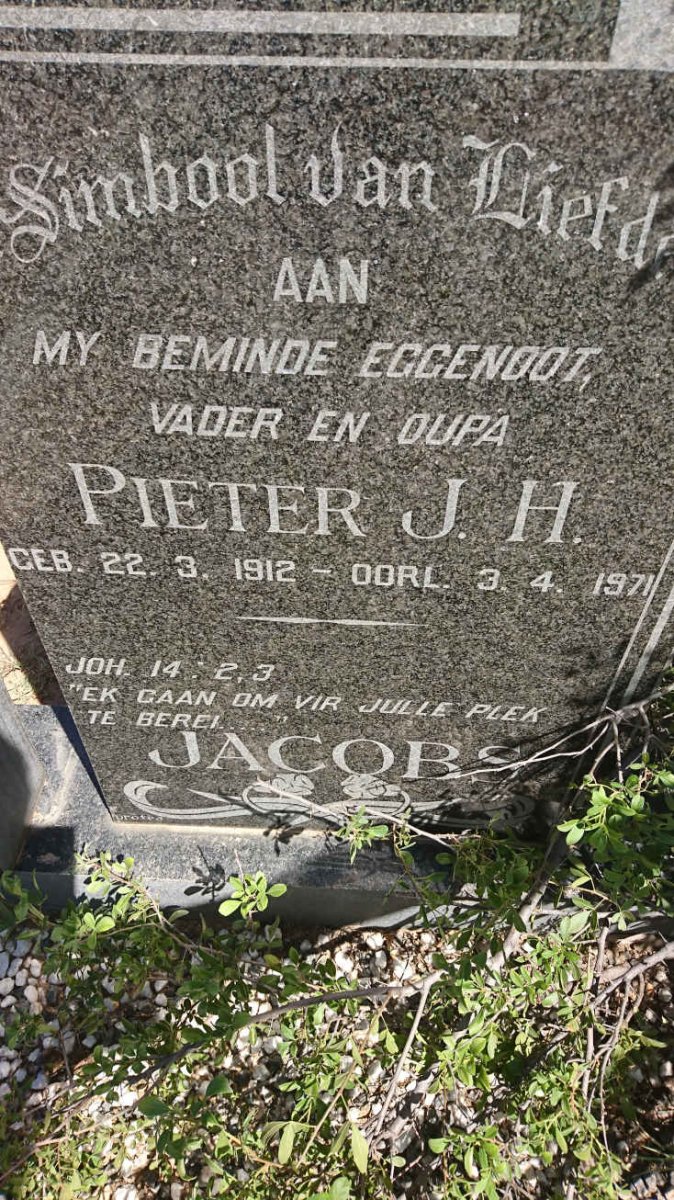 Simbool van Liefde
AAN
MY BEMINDE EGGENOOT,
VADER EN OUPA
PIETER J. H.
GEB. 22. 3. 1912 – OORL. 3. 4. 1971
JOH. 14 : 2,3
"EK GAAN OM VIR JULLE PLEK
TE BEREI....."
JACOBS
protea